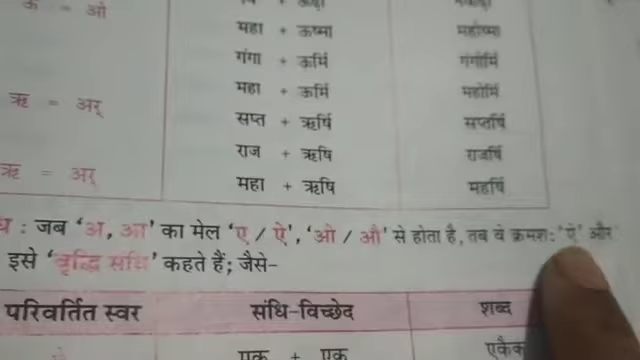 = ओ
महा + ऊष्मा महोष्मा
गंगा + ऊर्मि गंगोर्मि
महा + ऊर्मि महोर्मि
ऋ = अर् सप्त + ऋषि सप्तर्षि
राज + ऋषि राजर्षि
ऋ = अर् महा + ऋषि महर्षि
: जब 'अ, आ' का मेल 'ए / ऐ', 'ओ / औ' से होता है, तब वे क्रमशः 'ऐ' और
इसे 'वृद्धि संधि' कहते हैं; जैसे-
परिवर्तित स्वर संधि-विच्छेद शब्द
एक + एक एकैक